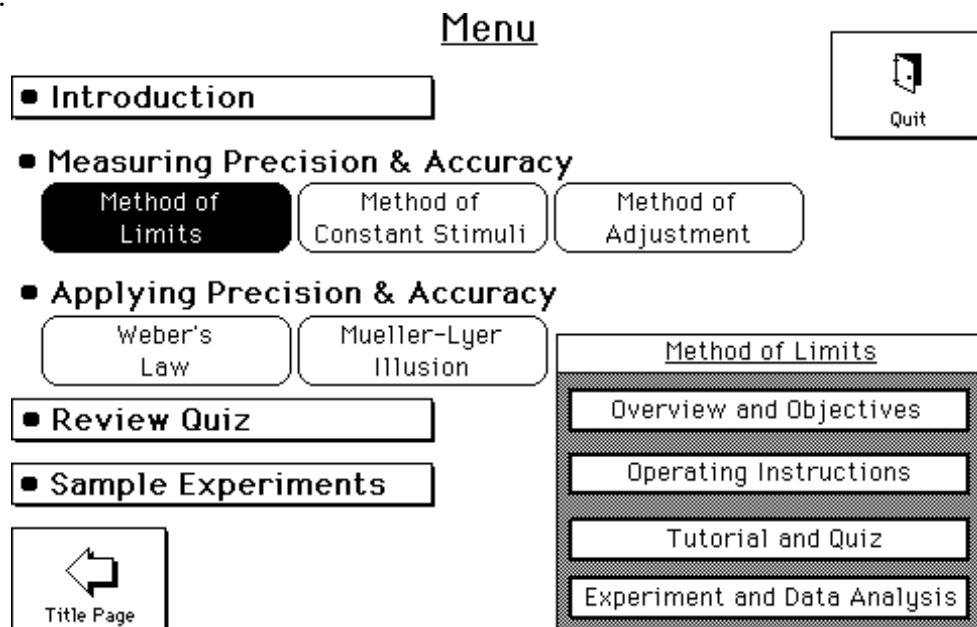 Menu
Quit
• Introduction
• Measuring Precision & Accuracy
Method of
Limits
Method of
Constant Stimuli
Method of
Adjustment
• Applying Precision & Accuracy
Weber's
Law
Mueller-Lyer
Illusion
• Review Quiz
• Sample Experiments
Title Page
Method of Limits
Overview and Objectives
Operating Instructions
Tutorial and Quiz
Experiment and Data Analysis